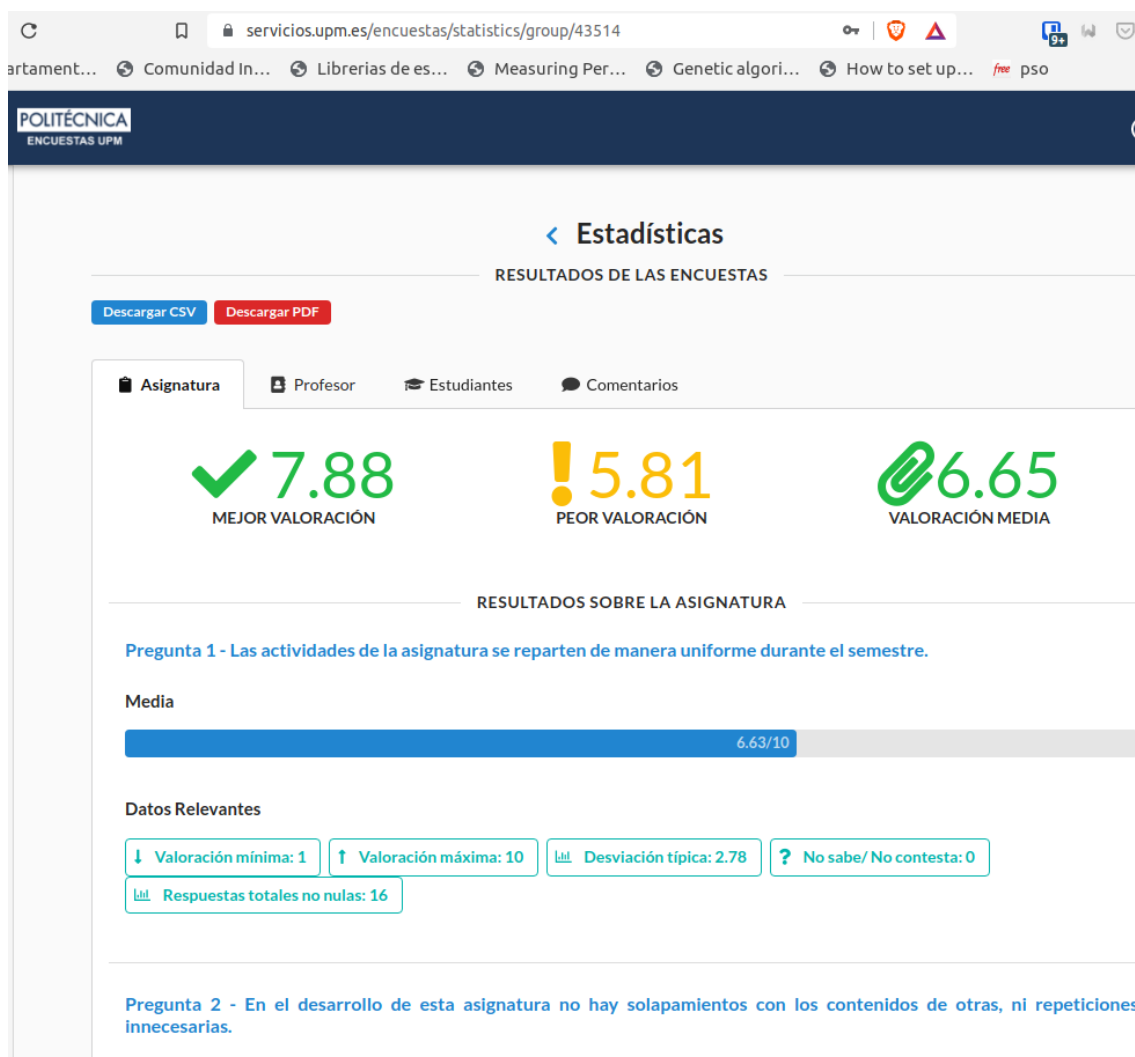 servicios.upm.es/encuestas/statistics/group/43514
9+
artament... Comunidad In... Librerias de es... Measuring Per... Genetic algori... How to set up... free pso
POLITÉCNICA
ENCUESTAS UPM
Estadísticas
RESULTADOS DE LAS ENCUESTAS
Descargar CSV Descargar PDF
Asignatura Profesor Estudiantes Comentarios
7.88 5.81 6.65
MEJOR VALORACIÓN PEOR VALORACIÓN VALORACIÓN MEDIA
RESULTADOS SOBRE LA ASIGNATURA
Pregunta 1 - Las actividades de la asignatura se reparten de manera uniforme durante el semestre.
Media
6.63/10
Datos Relevantes
Valoración mínima: 1 Valoración máxima: 10 Desviación típica: 2.78 ? No sabe/ No contesta: 0
Respuestas totales no nulas: 16
Pregunta 2 - En el desarrollo de esta asignatura no hay solapamientos con los contenidos de otras, ni repeticiones
innecesarias.